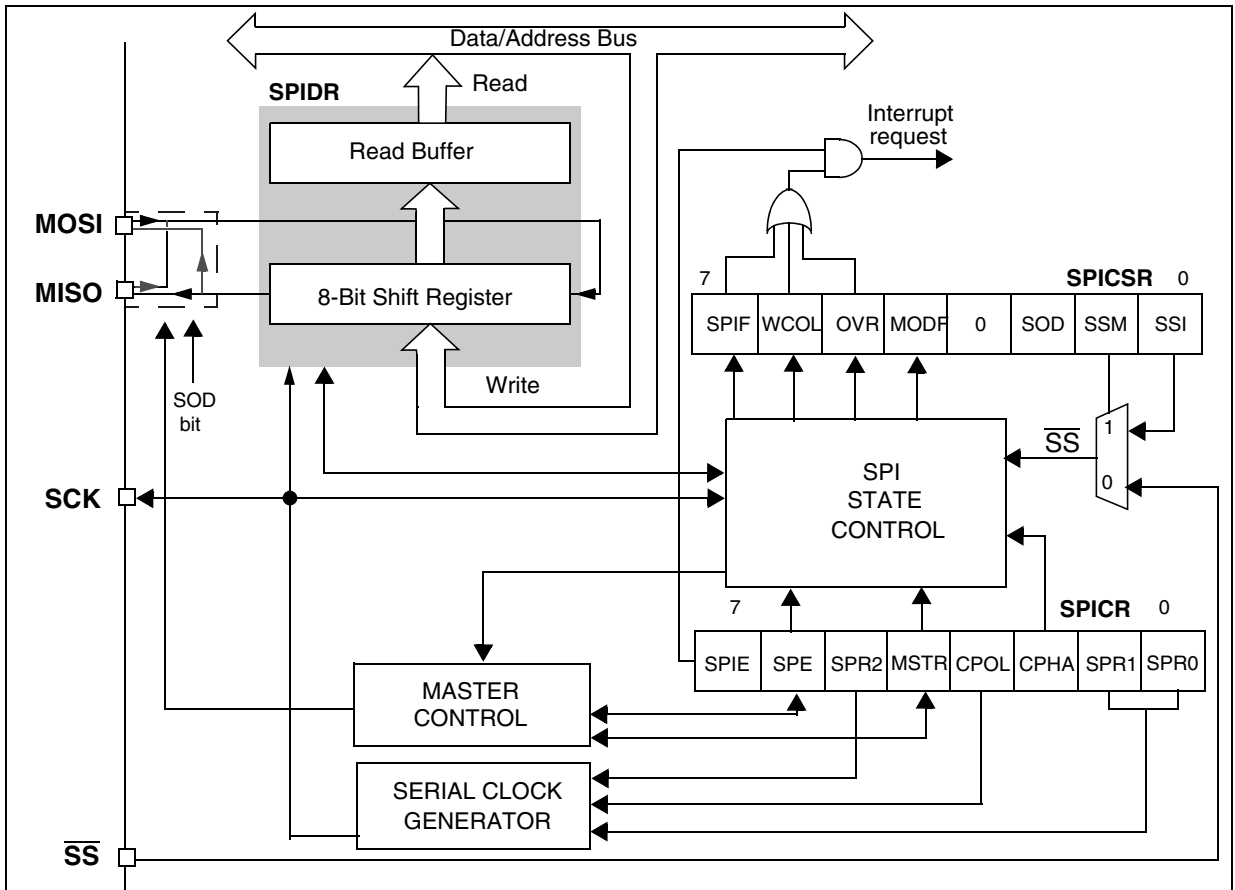 Data/Address Bus
SPIDR
Read
Read Buffer
Interrupt
request
MOSI
MISO
8-Bit Shift Register
7
SPICSR
0
SPIF
WCOL
OVR
MODF
0
SOD
SSM
SSI
Write
SOD
bit
1
SS
0
SCK
SPI
STATE
CONTROL
7
SPICR
0
SPIE
SPE
SPR2
MSTR
CPOL
CPHA
SPR1
SPR0
MASTER
CONTROL
SERIAL CLOCK
GENERATOR
SS